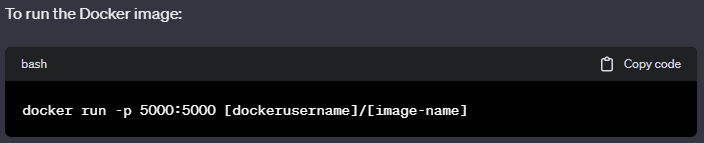 To run the Docker image:
bash Copy code
docker run -p 5000:5000 [dockerusername]/[image-name]